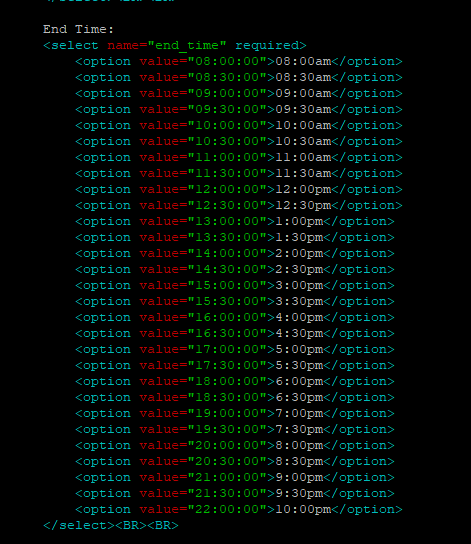 End Time:
<select name="end_time" required>
    <option value="08:00:00">08:00am</option>
    <option value="08:30:00">08:30am</option>
    <option value="09:00:00">09:00am</option>
    <option value="09:30:00">09:30am</option>
    <option value="10:00:00">10:00am</option>
    <option value="10:30:00">10:30am</option>
    <option value="11:00:00">11:00am</option>
    <option value="11:30:00">11:30am</option>
    <option value="12:00:00">12:00pm</option>
    <option value="12:30:00">12:30pm</option>
    <option value="13:00:00">1:00pm</option>
    <option value="13:30:00">1:30pm</option>
    <option value="14:00:00">2:00pm</option>
    <option value="14:30:00">2:30pm</option>
    <option value="15:00:00">3:00pm</option>
    <option value="15:30:00">3:30pm</option>
    <option value="16:00:00">4:00pm</option>
    <option value="16:30:00">4:30pm</option>
    <option value="17:00:00">5:00pm</option>
    <option value="17:30:00">5:30pm</option>
    <option value="18:00:00">6:00pm</option>
    <option value="18:30:00">6:30pm</option>
    <option value="19:00:00">7:00pm</option>
    <option value="19:30:00">7:30pm</option>
    <option value="20:00:00">8:00pm</option>
    <option value="20:30:00">8:30pm</option>
    <option value="21:00:00">9:00pm</option>
    <option value="21:30:00">9:30pm</option>
    <option value="22:00:00">10:00pm</option>
</select><BR><BR>